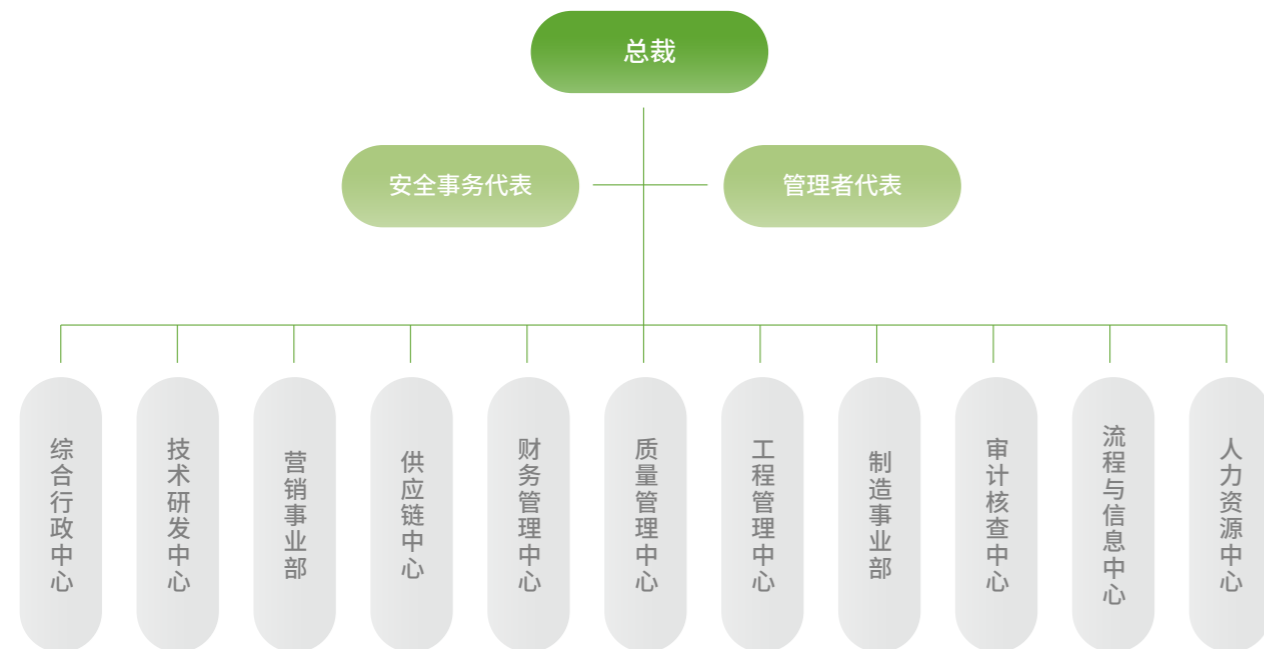 总裁
安全事务代表
管理者代表
综合行政中心
技术研发中心
营销事业部
供应链中心
财务管理中心
质量管理中心
工程管理中心
制造事业部
审计核查中心
流程与信息中心
人力资源中心